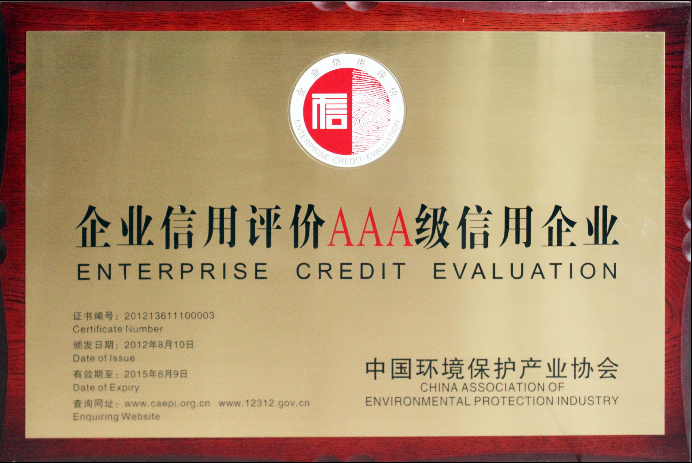 企业信用评价
信
ENTERPRISE CREDIT EVALUATION
企业信用评价AAA级信用企业
ENTERPRISE CREDIT EVALUATION
证书编号：201213611100003
Certificate Number
颁发日期：2012年8月10日
Date of Issue
有效期至：2015年8月9日
Date of Expiry
查询网址：www.caepi.org.cn www.12312.gov.cn
Enquiring Website
中国环境保护产业协会
CHINA ASSOCIATION OF
ENVIRONMENTAL PROTECTION INDUSTRY